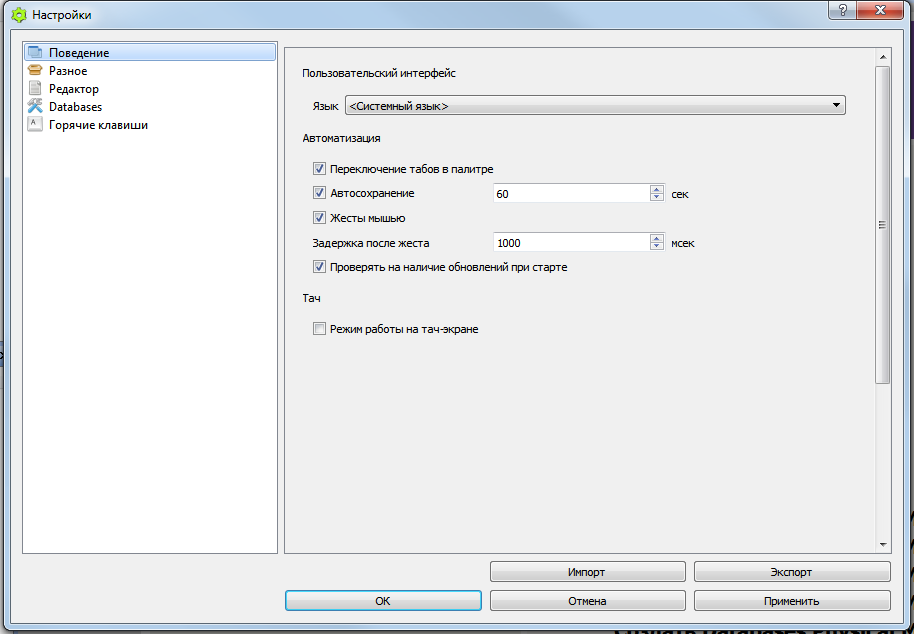 Настройки
?
Поведение
Разное
Редактор
Databases
Горячие клавиши
Пользовательский интерфейс
Язык <Системный язык>
Автоматизация
Переключение табов в палитре
Автосохранение 60 сек
Жесты мышью
Задержка после жеста 1000 мсек
Проверять на наличие обновлений при старте
Тач
Режим работы на тач-экране
Импорт Экспорт
OK Отмена Применить